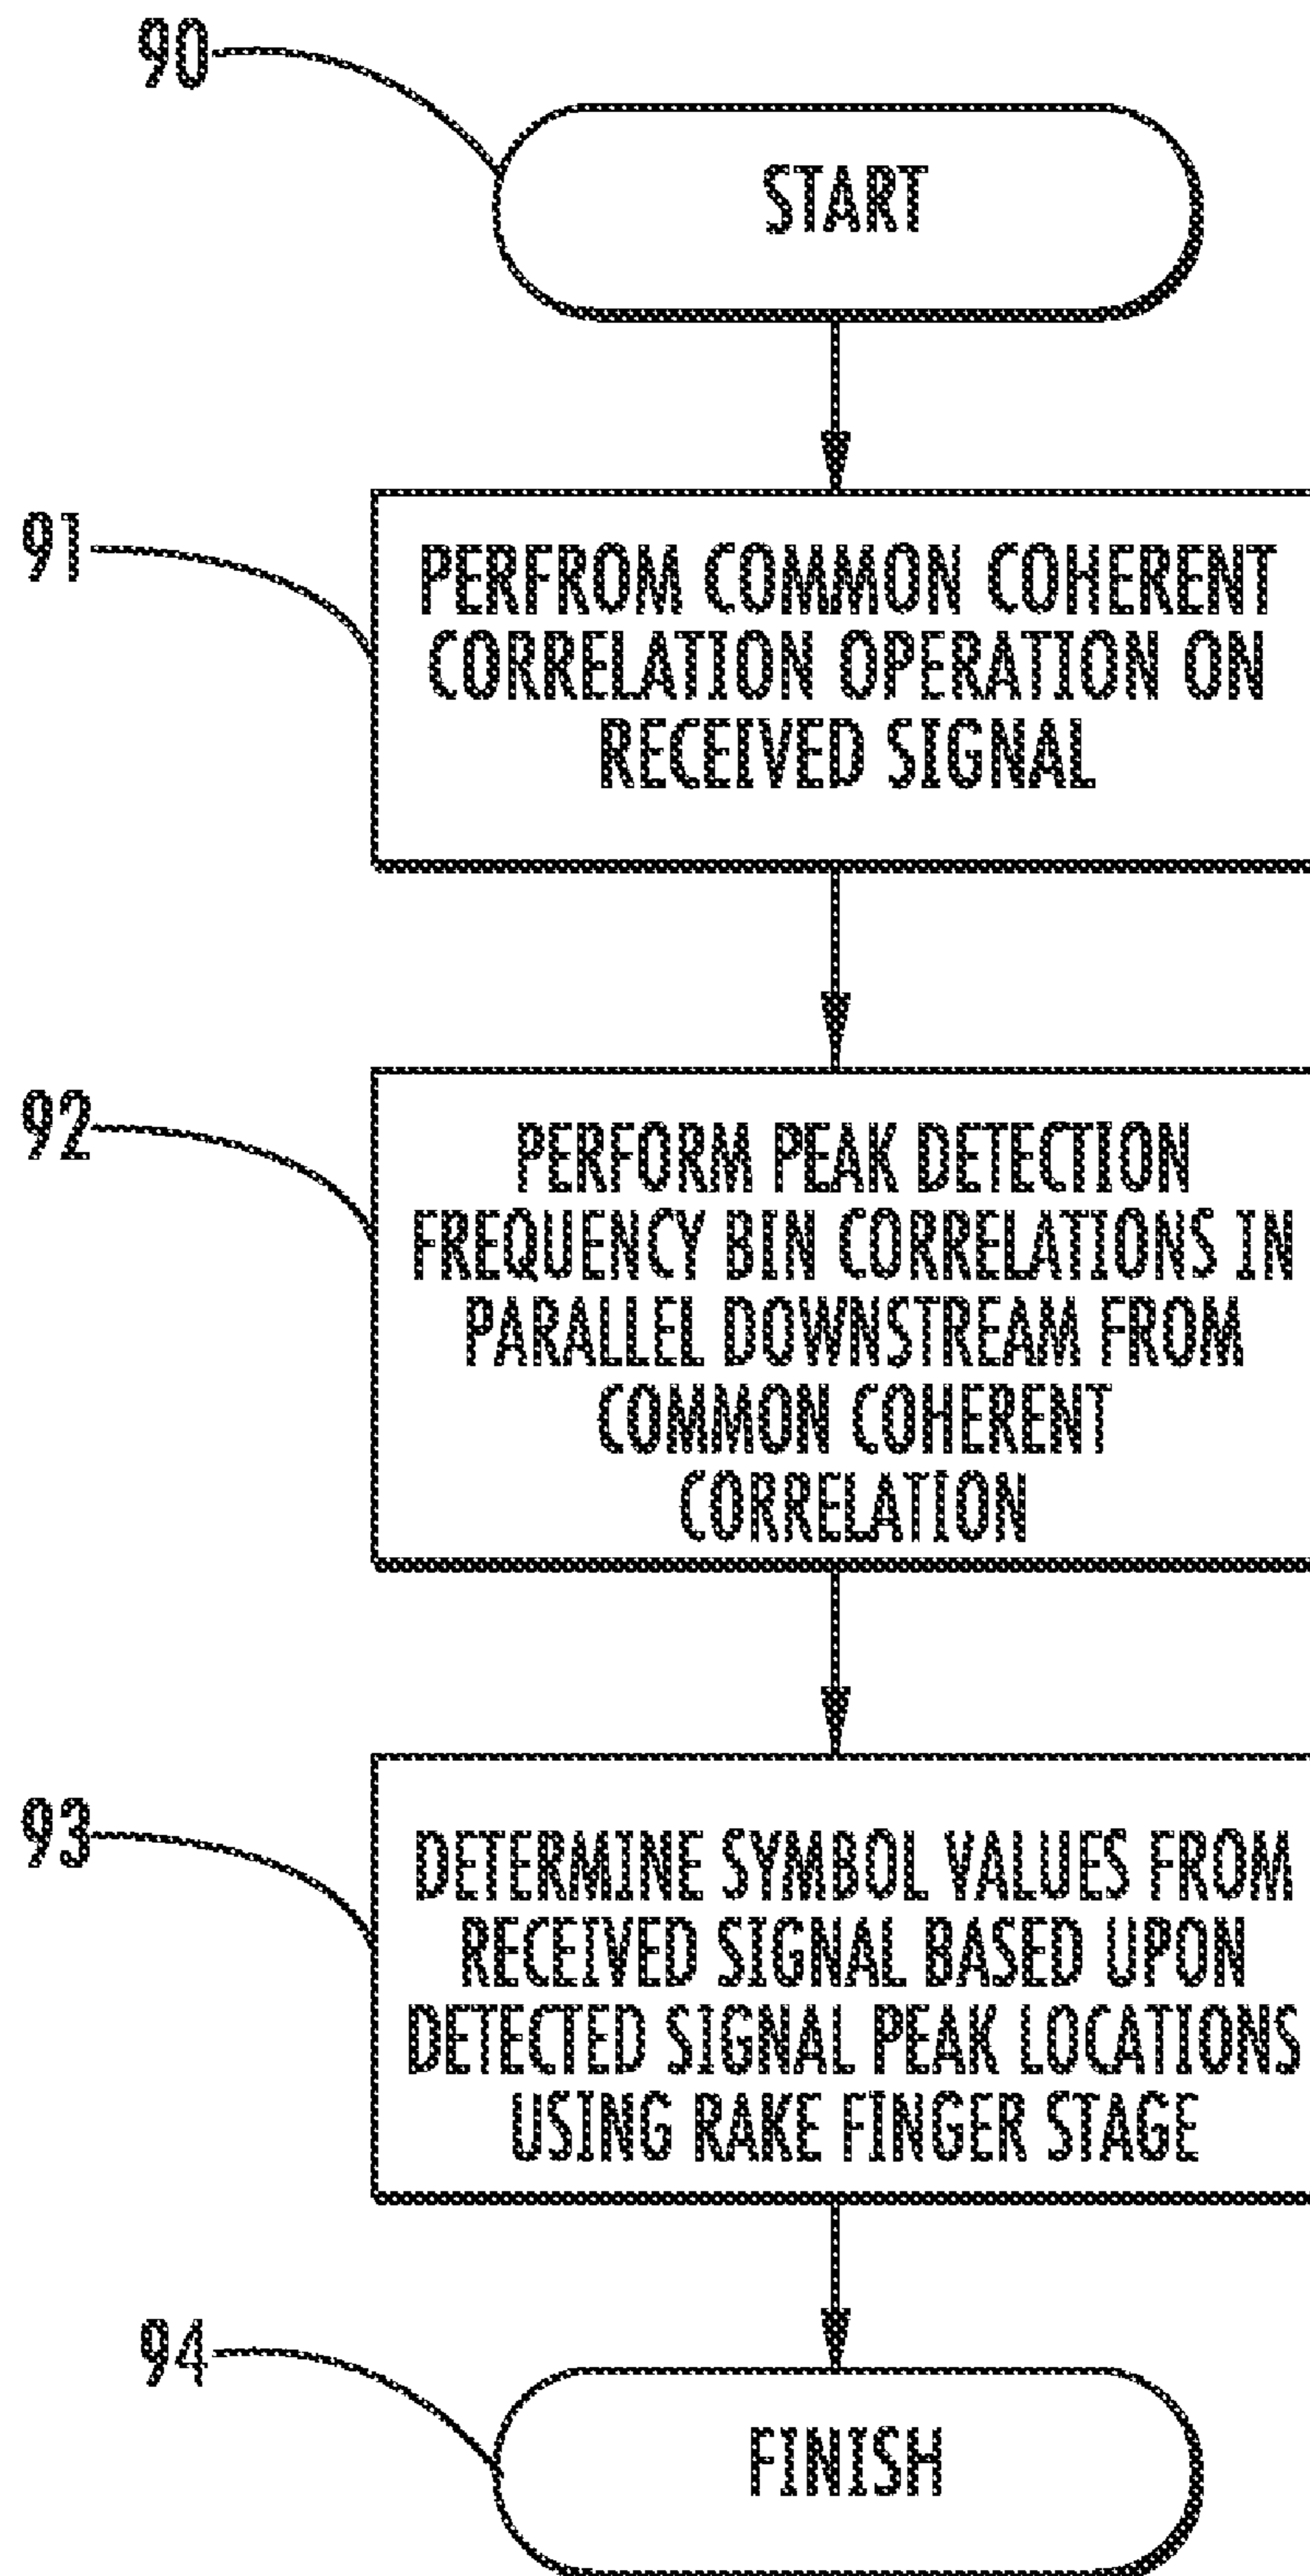 90
START
91
PERFROM COMMON COHERENT
CORRELATION OPERATION ON
RECEIVED SIGNAL
92
PERFORM PEAK DETECTION
FREQUENCY BIN CORRELATIONS IN
PARALLEL DOWNSTREAM FROM
COMMON COHERENT
CORRELATION
93
DETERMINE SYMBOL VALUES FROM
RECEIVED SIGNAL BASED UPON
DETECTED SIGNAL PEAK LOCATIONS
USING RAKE FINGER STAGE
94
FINISH